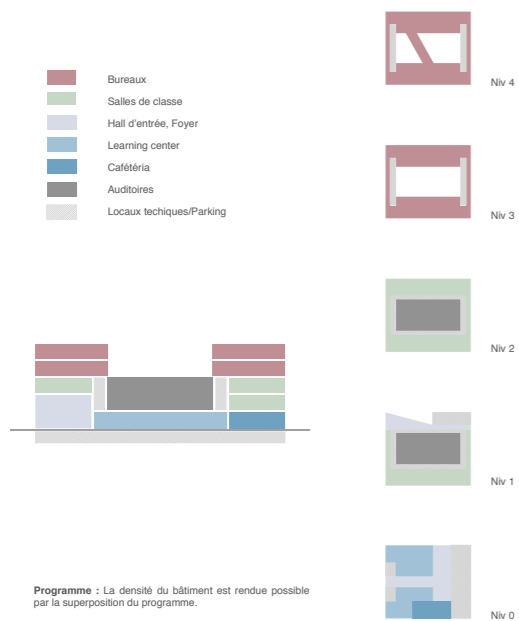 Niv 4
Bureaux
Salles de classe
Hall d'entrée, Foyer
Learning center
Cafétéria
Auditoires
Locaux techiques/Parking
Niv 3
Niv 2
Niv 1
Programme : La densité du bâtiment est rendue possible
par la superposition du programme.
Niv 0